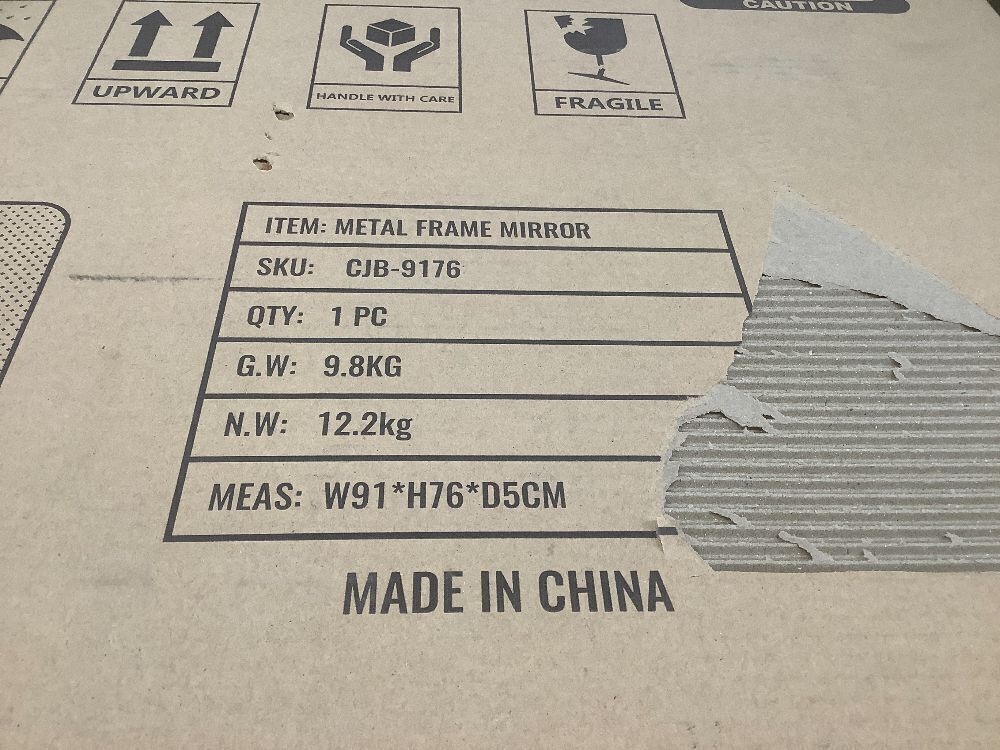 CAUTION
UPWARD
HANDLE WITH CARE
FRAGILE
ITEM: METAL FRAME MIRROR
SKU: CJB-9176
QTY: 1 PC
G.W: 9.8KG
N.W: 12.2kg
MEAS: W91*H76*D5CM
MADE IN CHINA